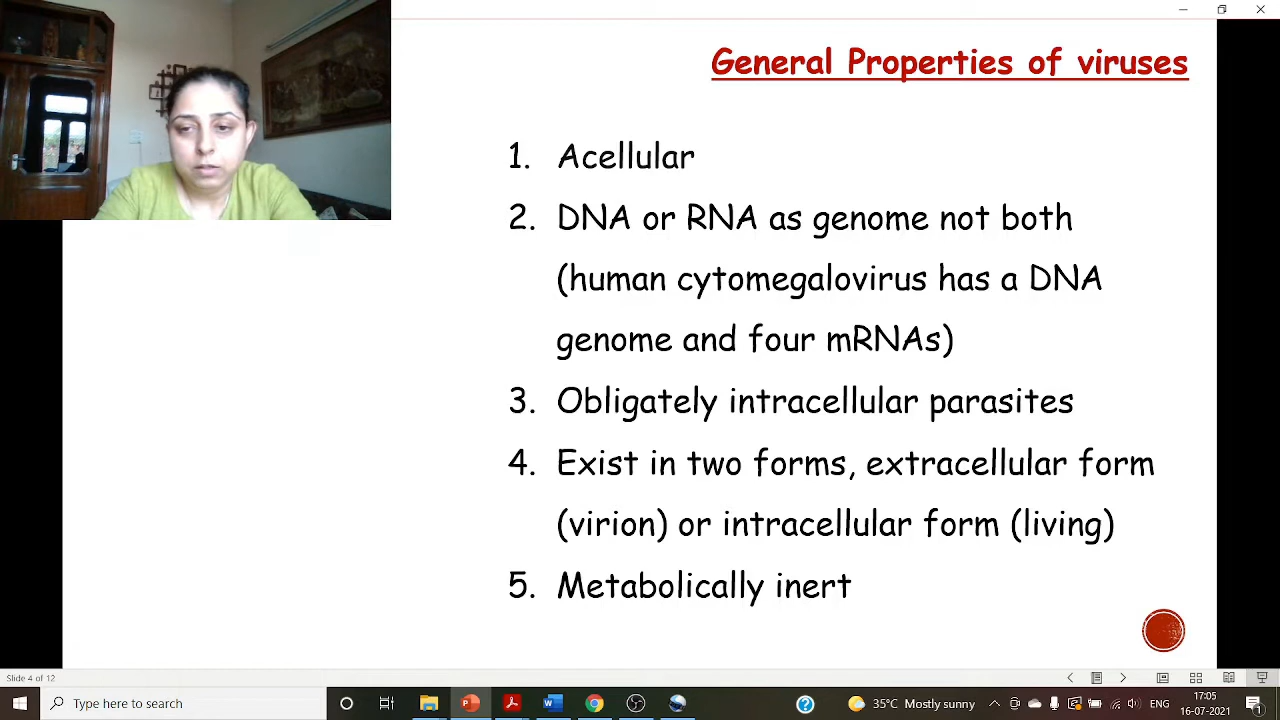 General Properties of viruses
1. Acellular
2. DNA or RNA as genome not both
(human cytomegalovirus has a DNA
genome and four mRNAs)
3. Obligately intracellular parasites
4. Exist in two forms, extracellular form
(virion) or intracellular form (living)
5. Metabolically inert
Slide 4 of 12
Type here to search
35°C Mostly sunny
ENG
17:05
16-07-2021